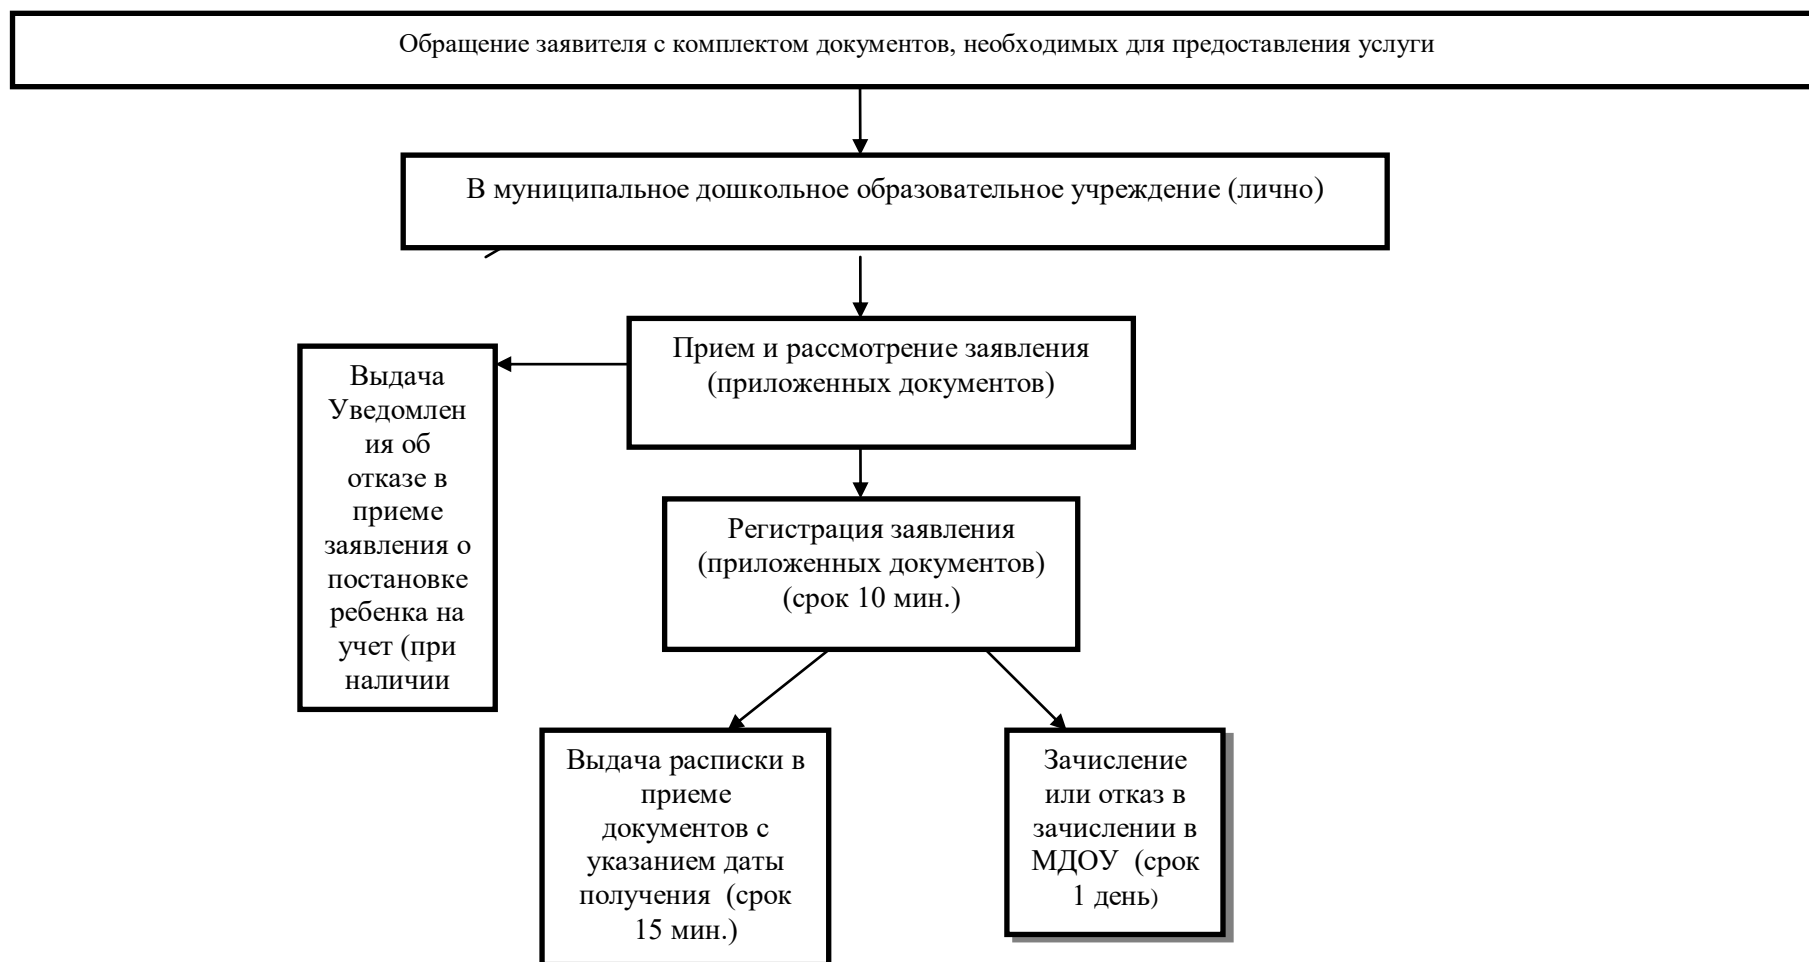 Обращение заявителя с комплектом документов, необходимых для предоставления услуги
В муниципальное дошкольное образовательное учреждение (лично)
Прием и рассмотрение заявления
(приложенных документов)
Выдача
Уведомлен
ия об
отказе в
приеме
заявления о
постановке
ребенка на
учет (при
наличии
Регистрация заявления
(приложенных документов)
(срок 10 мин.)
Выдача расписки в
приеме
документов с
указанием даты
получения (срок
15 мин.)
Зачисление
или отказ в
зачислении в
МДОУ (срок
1 день)